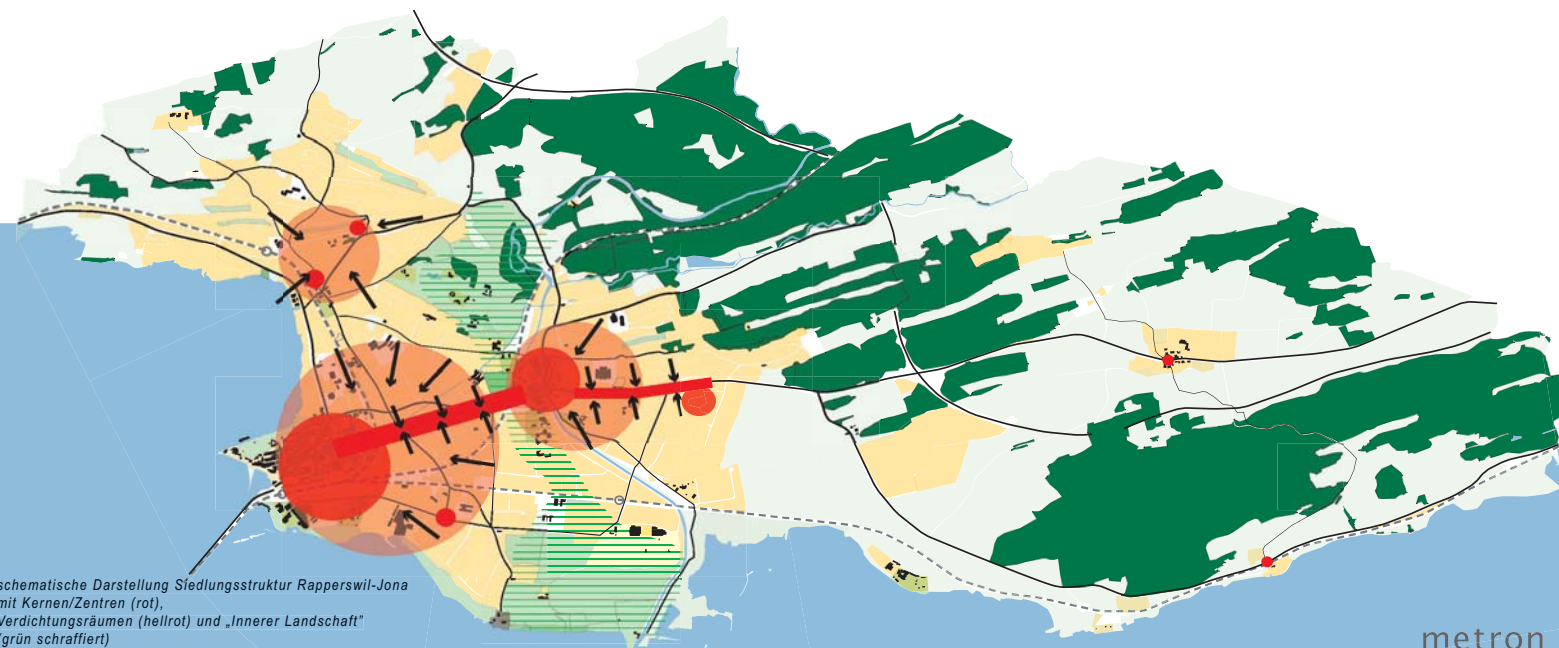 schematische Darstellung Siedlungsstruktur Rapperswil-Jona
mit Kernen/Zentren (rot),
Verdichtungsräumen (hellrot) und „Innerer Landschaft"
(grün schraffiert)
metron